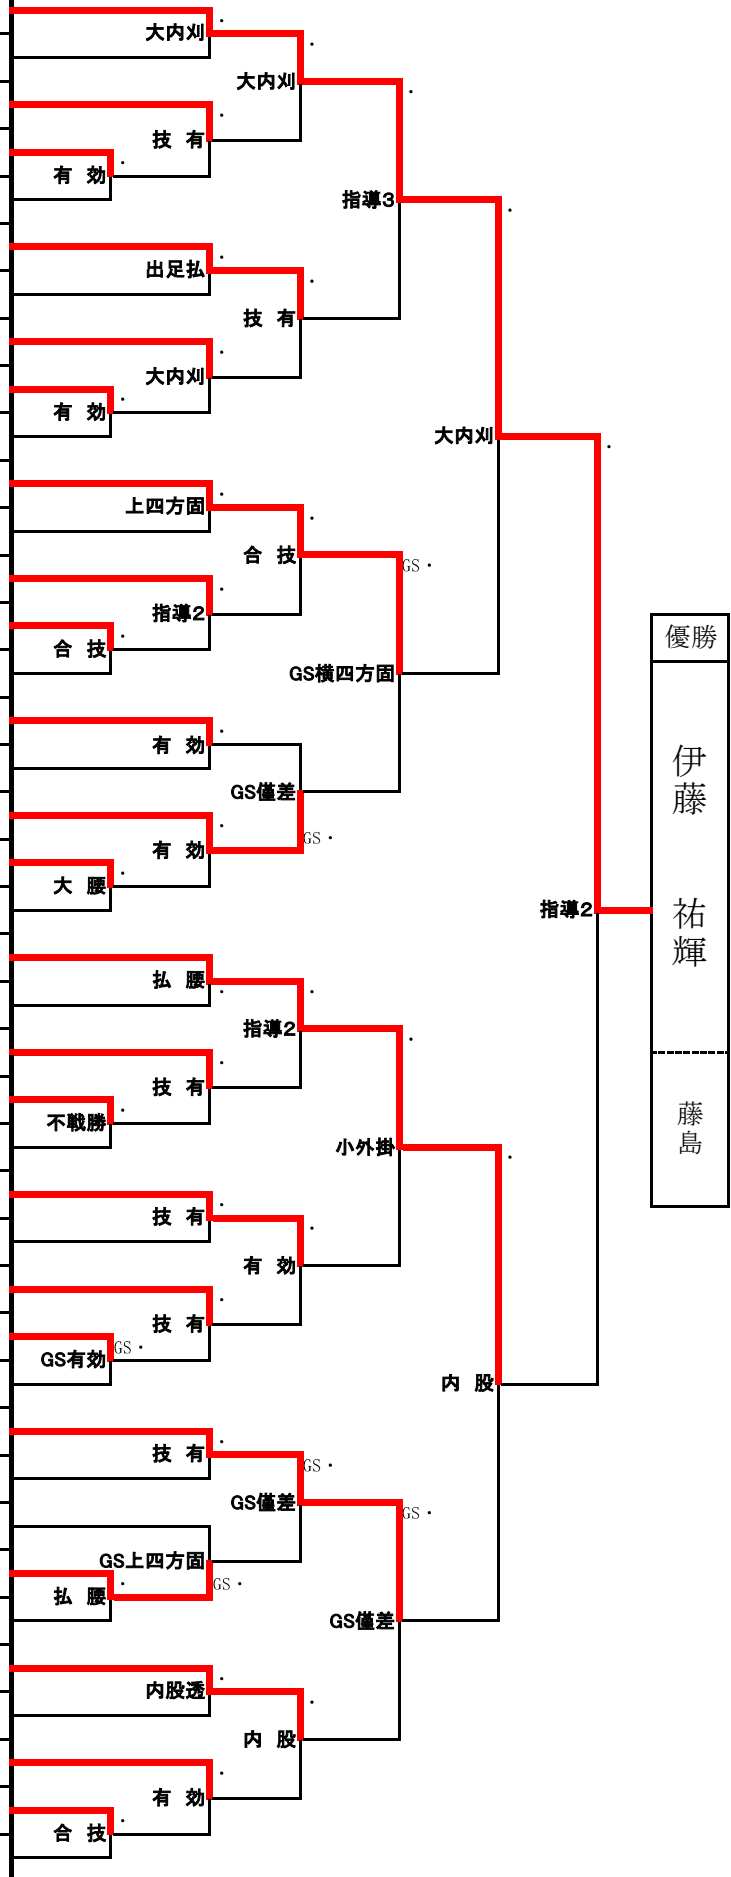 大内刈
大内刈
技 有
有 効
指導3
出足払
技 有
大内刈
有 効
大内刈
上四方固
合 技
GS・
指導2
合 技
GS横四方固
有 効
GS僅差
GS・
有 効
大 腰
優勝
伊藤 祐輝
藤島
指導2
払 腰
指導2
技 有
不戦勝
小外掛
技 有
有 効
技 有
GS・
GS有効
内 股
技 有
GS・
GS僅差
GS・
GS上四方固
GS・
払 腰
GS僅差
内股透
内 股
有 効
合 技